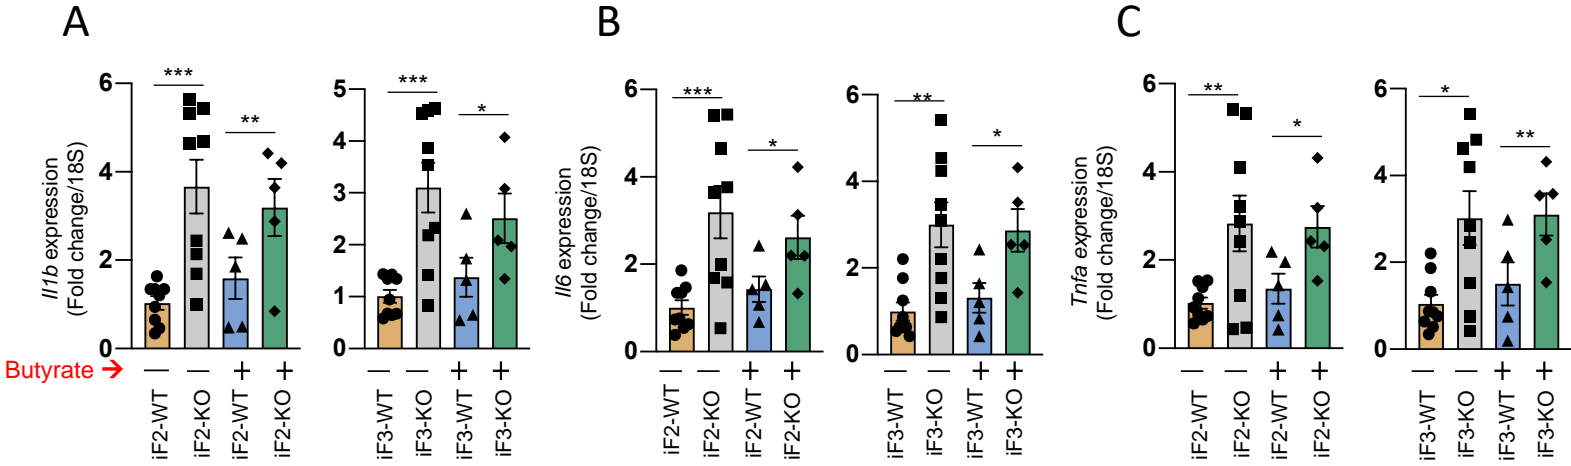 A
B
C
Il1b expression
(Fold change/18S)
6
4
2
0
***
**
5
4
3
2
1
0
***
*
Il6 expression
(Fold change/18S)
6
4
2
0
***
*
6
4
2
0
**
*
Tnfa expression
(Fold change/18S)
6
4
2
0
**
*
6
4
2
0
*
**
Butyrate → — — + +
— — + +
— — + +
— — + +
— — + +
— — + +
iF2-WT
iF2-KO
iF2-WT
iF2-KO
iF3-WT
iF3-KO
iF3-WT
iF3-KO
iF2-WT
iF2-KO
iF2-WT
iF2-KO
iF3-WT
iF3-KO
iF3-WT
iF3-KO
iF2-WT
iF2-KO
iF2-WT
iF2-KO
iF3-WT
iF3-KO
iF3-WT
iF3-KO